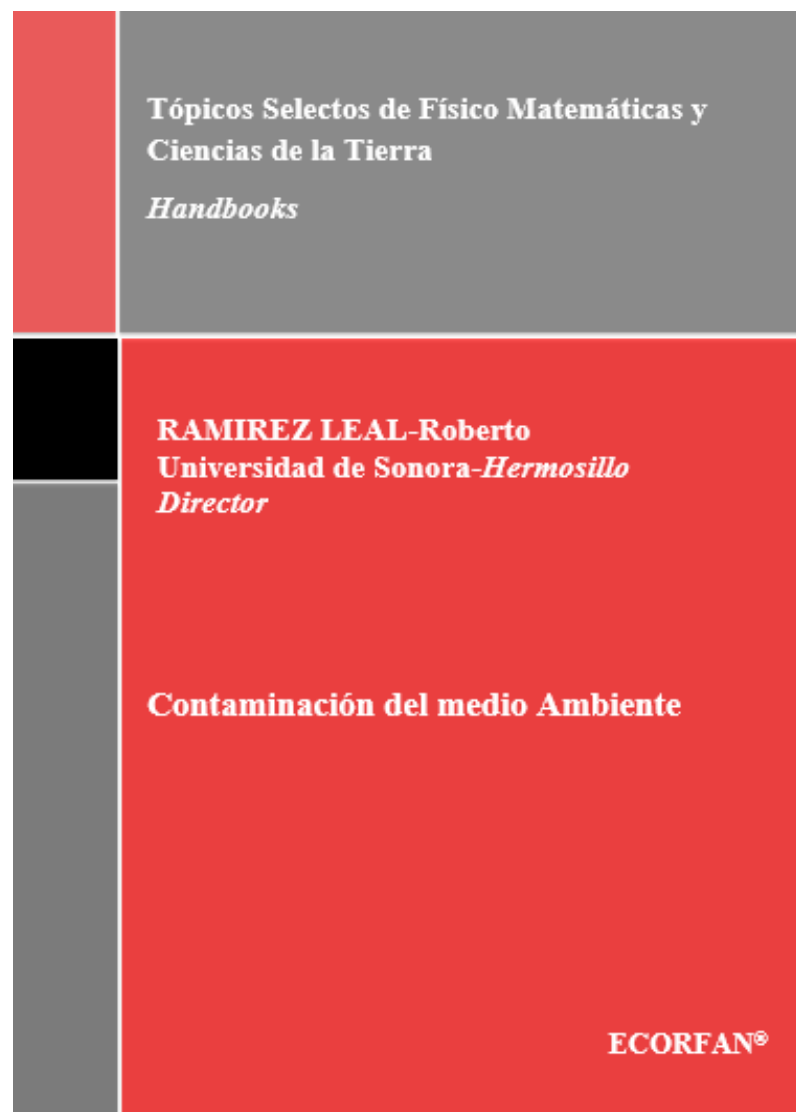 Tópicos Selectos de Físico Matemáticas y
Ciencias de la Tierra
Handbooks
RAMIREZ LEAL-Roberto
Universidad de Sonora-Hermosillo
Director
Contaminación del medio Ambiente
ECORFAN®